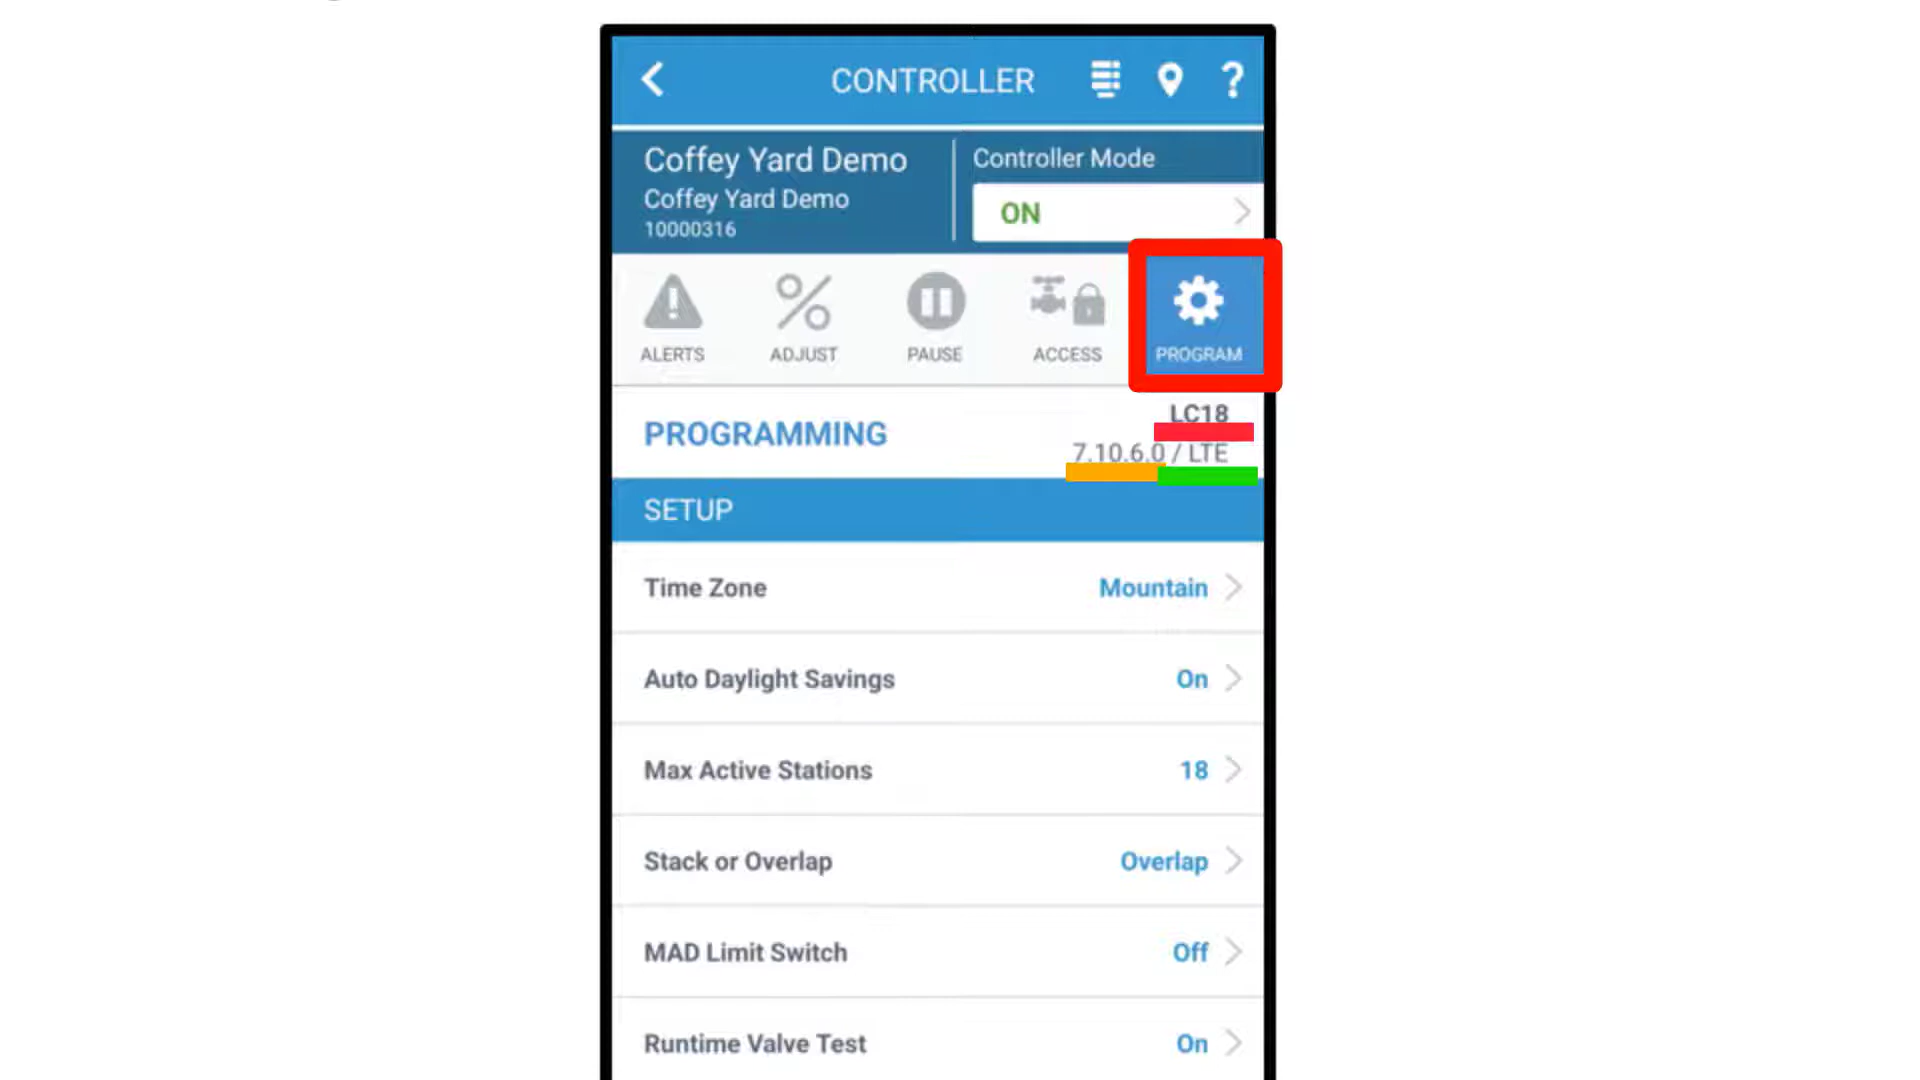 CONTROLLER ?
Coffey Yard Demo
Coffey Yard Demo
10000316
Controller Mode
ON
ALERTS
ADJUST
PAUSE
ACCESS
PROGRAM
PROGRAMMING
LC18
7.10.6.0 / LTE
SETUP
Time Zone Mountain
Auto Daylight Savings On
Max Active Stations 18
Stack or Overlap Overlap
MAD Limit Switch Off
Runtime Valve Test On